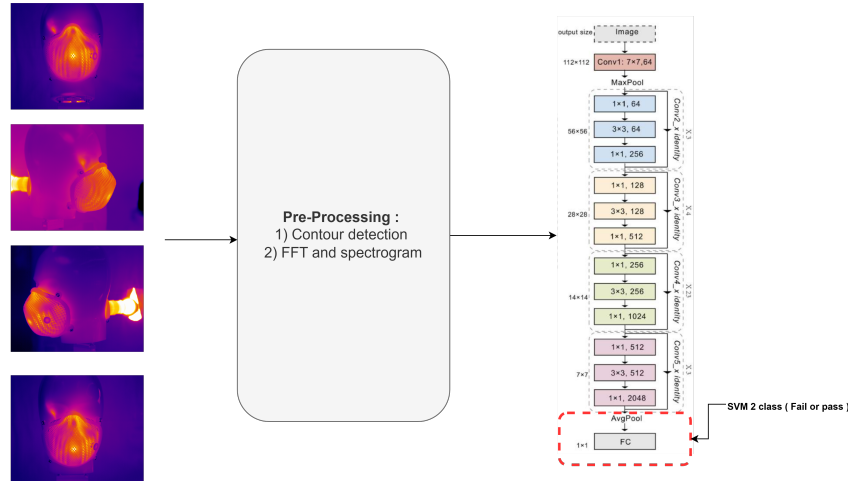 Pre-Processing :
1) Contour detection
2) FFT and spectrogram
output size
Image
112×112
Conv1: 7×7,64
MaxPool
56×56
1×1, 64
3×3, 64
1×1, 256
Conv2_x identity
X 3
28×28
1×1, 128
3×3, 128
1×1, 512
Conv3_x identity
X 4
14×14
1×1, 256
3×3, 256
1×1, 1024
Conv4_x identity
X 23
7×7
1×1, 512
3×3, 512
1×1, 2048
Conv5_x identity
X 3
AvgPool
1×1
FC
SVM 2 class ( Fail or pass )